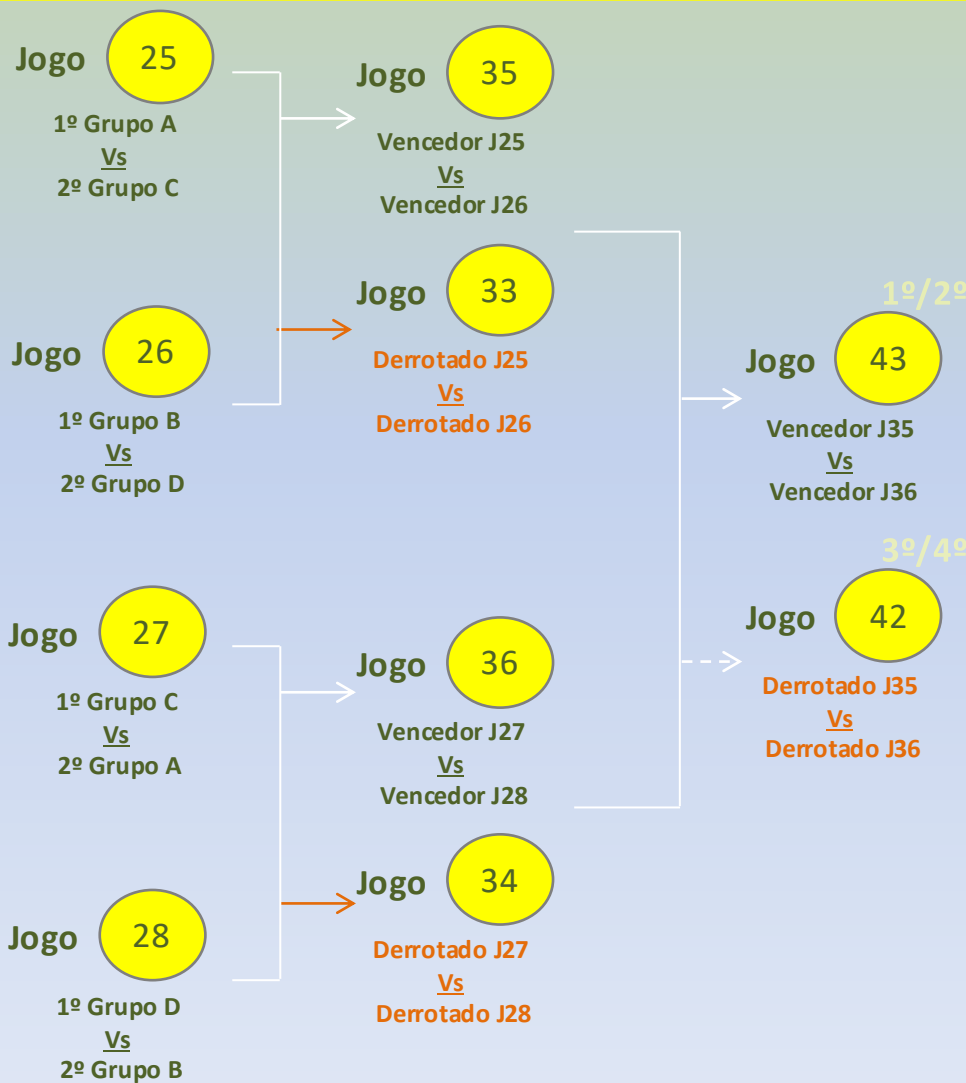 Jogo 25
1º Grupo A
Vs
2º Grupo C
Jogo 26
1º Grupo B
Vs
2º Grupo D
Jogo 27
1º Grupo C
Vs
2º Grupo A
Jogo 28
1º Grupo D
Vs
2º Grupo B
Jogo 35
Vencedor J25
Vs
Vencedor J26
Jogo 33
Derrotado J25
Vs
Derrotado J26
Jogo 36
Vencedor J27
Vs
Vencedor J28
Jogo 34
Derrotado J27
Vs
Derrotado J28
1º/2º
Jogo 43
Vencedor J35
Vs
Vencedor J36
3º/4º
Jogo 42
Derrotado J35
Vs
Derrotado J36